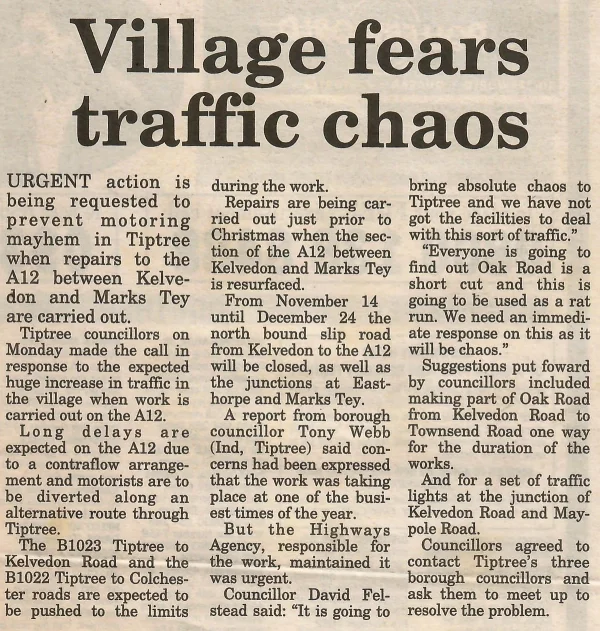 Village fears
traffic chaos
URGENT action is
being requested to
prevent motoring
mayhem in Tiptree
when repairs to the
A12 between Kelve-
don and Marks Tey
are carried out.
Tiptree councillors on
Monday made the call in
response to the expected
huge increase in traffic in
the village when work is
carried out on the A12.
Long delays are
expected on the A12 due
to a contraflow arrange-
ment and motorists are to
be diverted along an
alternative route through
Tiptree.
The B1023 Tiptree to
Kelvedon Road and the
B1022 Tiptree to Colches-
ter roads are expected to
be pushed to the limits
during the work.
Repairs are being car-
ried out just prior to
Christmas when the sec-
tion of the A12 between
Kelvedon and Marks Tey
is resurfaced.
From November 14
until December 24 the
north bound slip road
from Kelvedon to the A12
will be closed, as well as
the junctions at East-
horpe and Marks Tey.
A report from borough
councillor Tony Webb
(Ind, Tiptree) said con-
cerns had been expressed
that the work was taking
place at one of the busi-
est times of the year.
But the Highways
Agency, responsible for
the work, maintained it
was urgent.
Councillor David Fel-
stead said: “It is going to
bring absolute chaos to
Tiptree and we have not
got the facilities to deal
with this sort of traffic.”
“Everyone is going to
find out Oak Road is a
short cut and this is
going to be used as a rat
run. We need an immedi-
ate response on this as it
will be chaos.”
Suggestions put foward
by councillors included
making part of Oak Road
from Kelvedon Road to
Townsend Road one way
for the duration of the
works.
And for a set of traffic
lights at the junction of
Kelvedon Road and May-
pole Road.
Councillors agreed to
contact Tiptree’s three
borough councillors and
ask them to meet up to
resolve the problem.